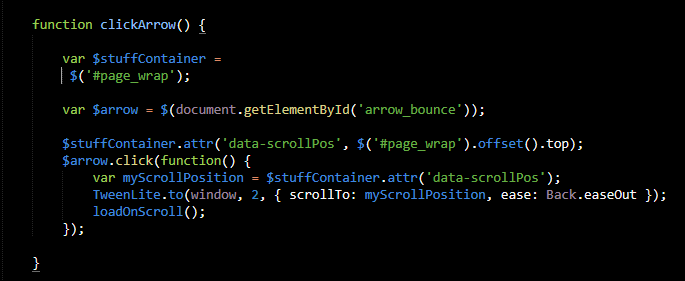 function clickArrow() {
var $stuffContainer =
$('#page_wrap');
var $arrow = $(document.getElementById('arrow_bounce'));
$stuffContainer.attr('data-scrollPos', $('#page_wrap').offset().top);
$arrow.click(function() {
var myScrollPosition = $stuffContainer.attr('data-scrollPos');
TweenLite.to(window, 2, { scrollTo: myScrollPosition, ease: Back.easeOut });
loadOnScroll();
});
}